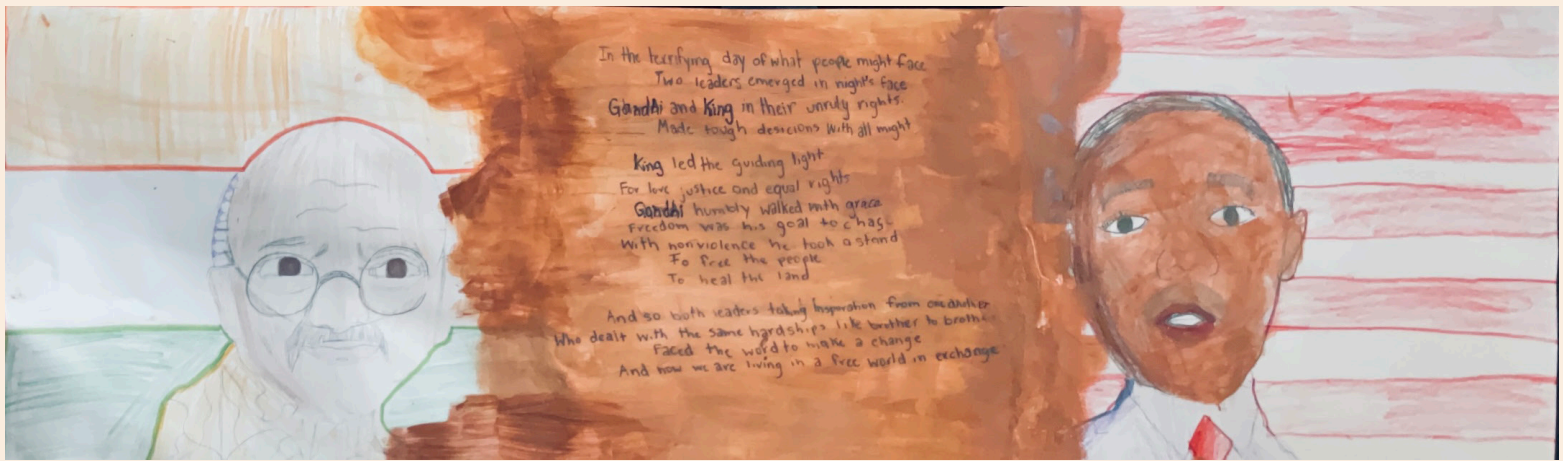 In the terrifying day of what people might face
Two leaders emerged in night's face
Gandhi and King in their unruly rights.
Made tough desicions with all might
King led the guiding light
For love justice and equal rights
Gandhi humbly walked with grace
Freedom was his goal to chas
With nonviolence he took a stand
To free the people
To heal the land
And so both leaders taking Inspiration from one another
Who dealt with the same hardships like brother to brother
Faced the word to make a change
And now we are living in a free world in exchange